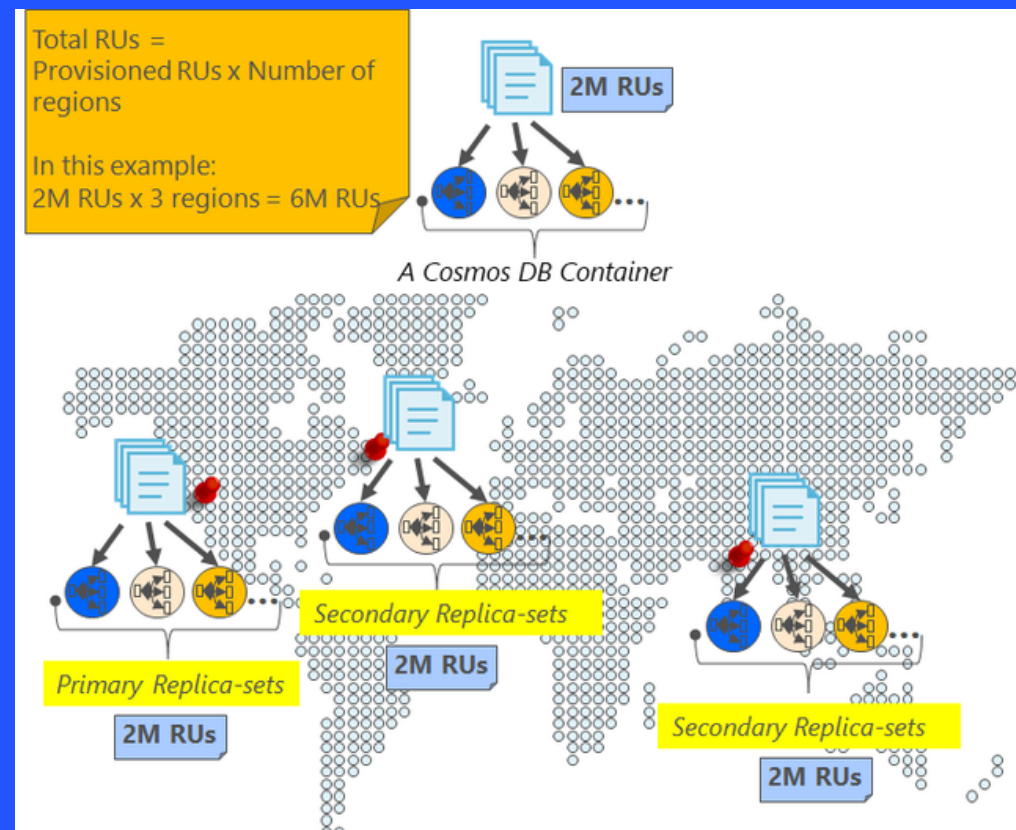 Total RUs =
Provisioned RUs x Number of
regions
In this example:
2M RUs x 3 regions = 6M RUs
2M RUs
A Cosmos DB Container
Secondary Replica-sets
2M RUs
Primary Replica-sets
2M RUs
Secondary Replica-sets
2M RUs